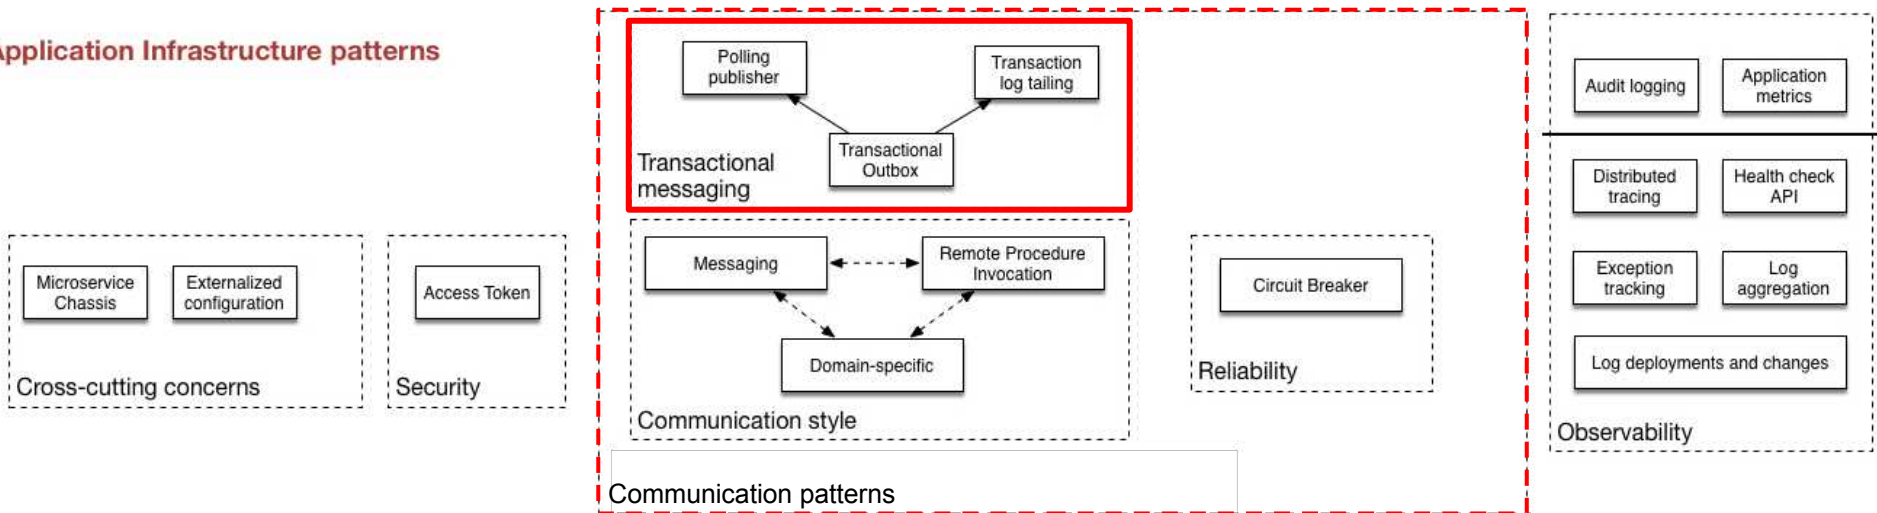 Application Infrastructure patterns
Polling
publisher
Transaction
log tailing
Transactional
Outbox
Transactional
messaging
Audit logging
Application
metrics
Distributed
tracing
Health check
API
Microservice
Chassis
Externalized
configuration
Cross-cutting concerns
Access Token
Security
Messaging
Remote Procedure
Invocation
Domain-specific
Communication style
Circuit Breaker
Reliability
Exception
tracking
Log
aggregation
Log deployments and changes
Observability
Communication patterns